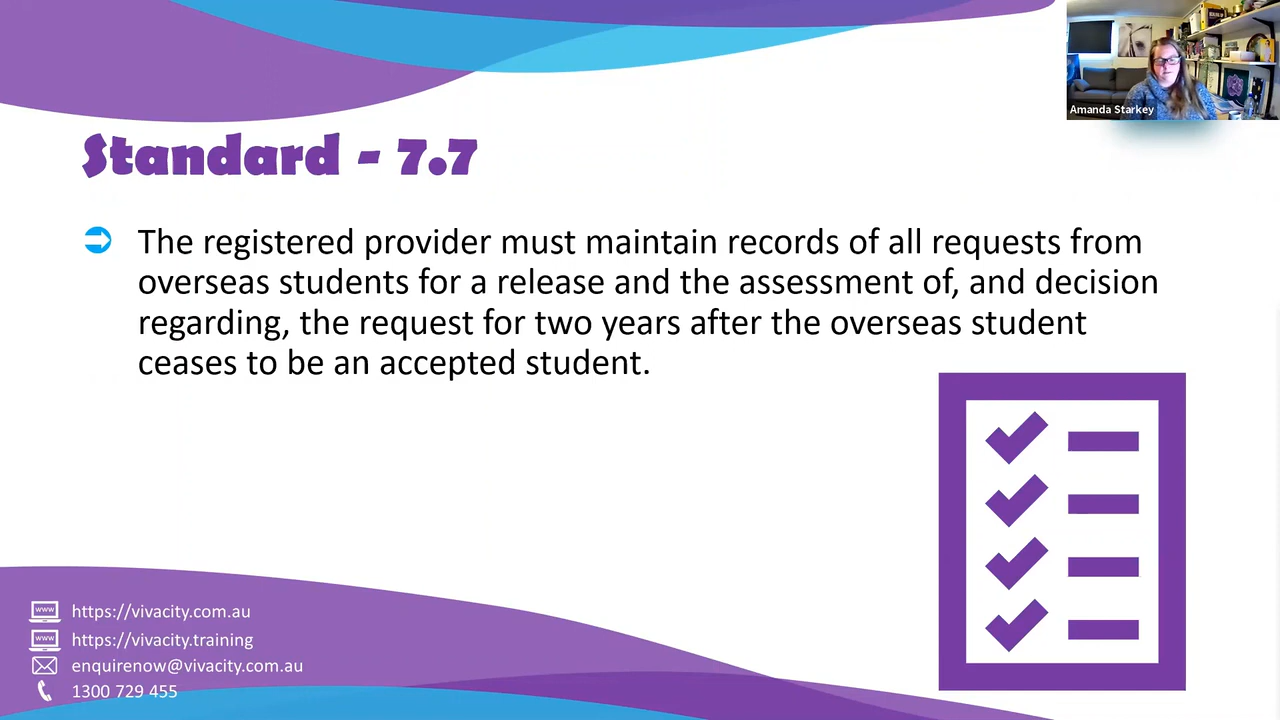 Amanda Starkey
Standard - 7.7
The registered provider must maintain records of all requests from
overseas students for a release and the assessment of, and decision
regarding, the request for two years after the overseas student
ceases to be an accepted student.
www https://vivacity.com.au
www https://vivacity.training
enquirenow@vivacity.com.au
1300 729 455